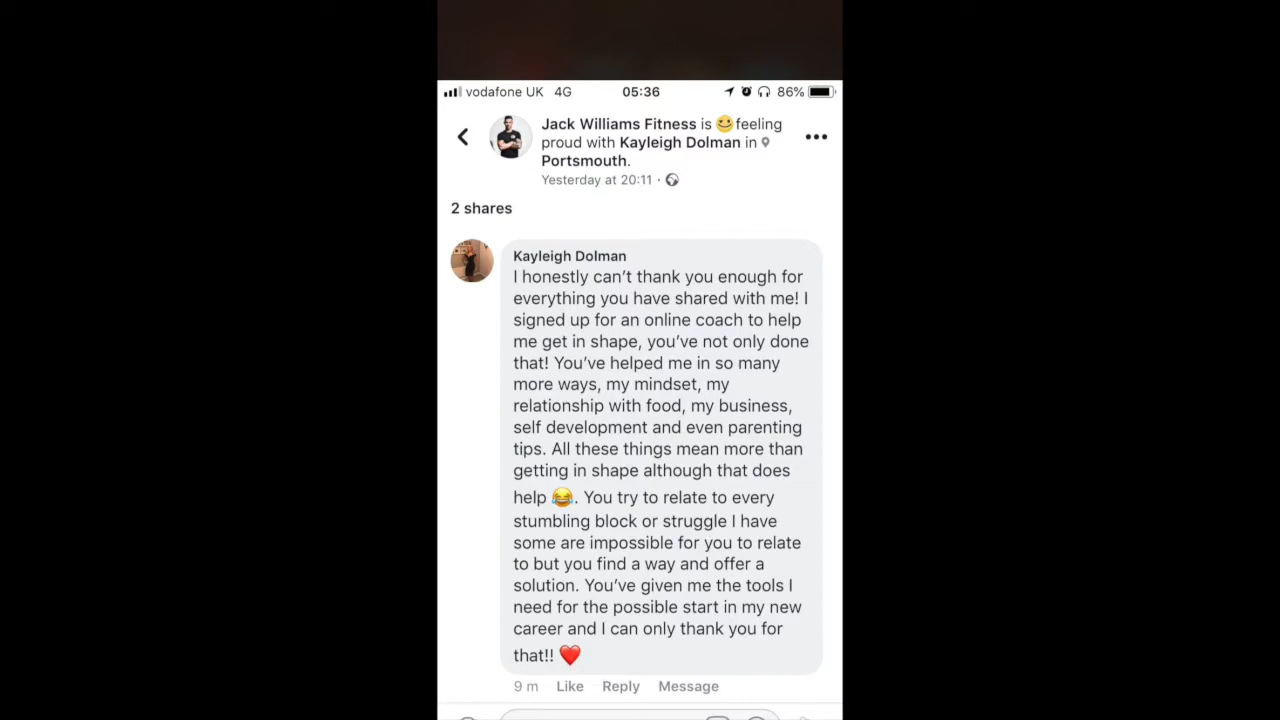 vodafone UK 4G 05:36 86%
Jack Williams Fitness is 😀feeling
proud with Kayleigh Dolman in
Portsmouth.
Yesterday at 20:11 ·
2 shares
Kayleigh Dolman
I honestly can't thank you enough for
everything you have shared with me! I
signed up for an online coach to help
me get in shape, you've not only done
that! You've helped me in so many
more ways, my mindset, my
relationship with food, my business,
self development and even parenting
tips. All these things mean more than
getting in shape although that does
help 😂. You try to relate to every
stumbling block or struggle I have
some are impossible for you to relate
to but you find a way and offer a
solution. You've given me the tools I
need for the possible start in my new
career and I can only thank you for
that!! ❤️
9 m Like Reply Message